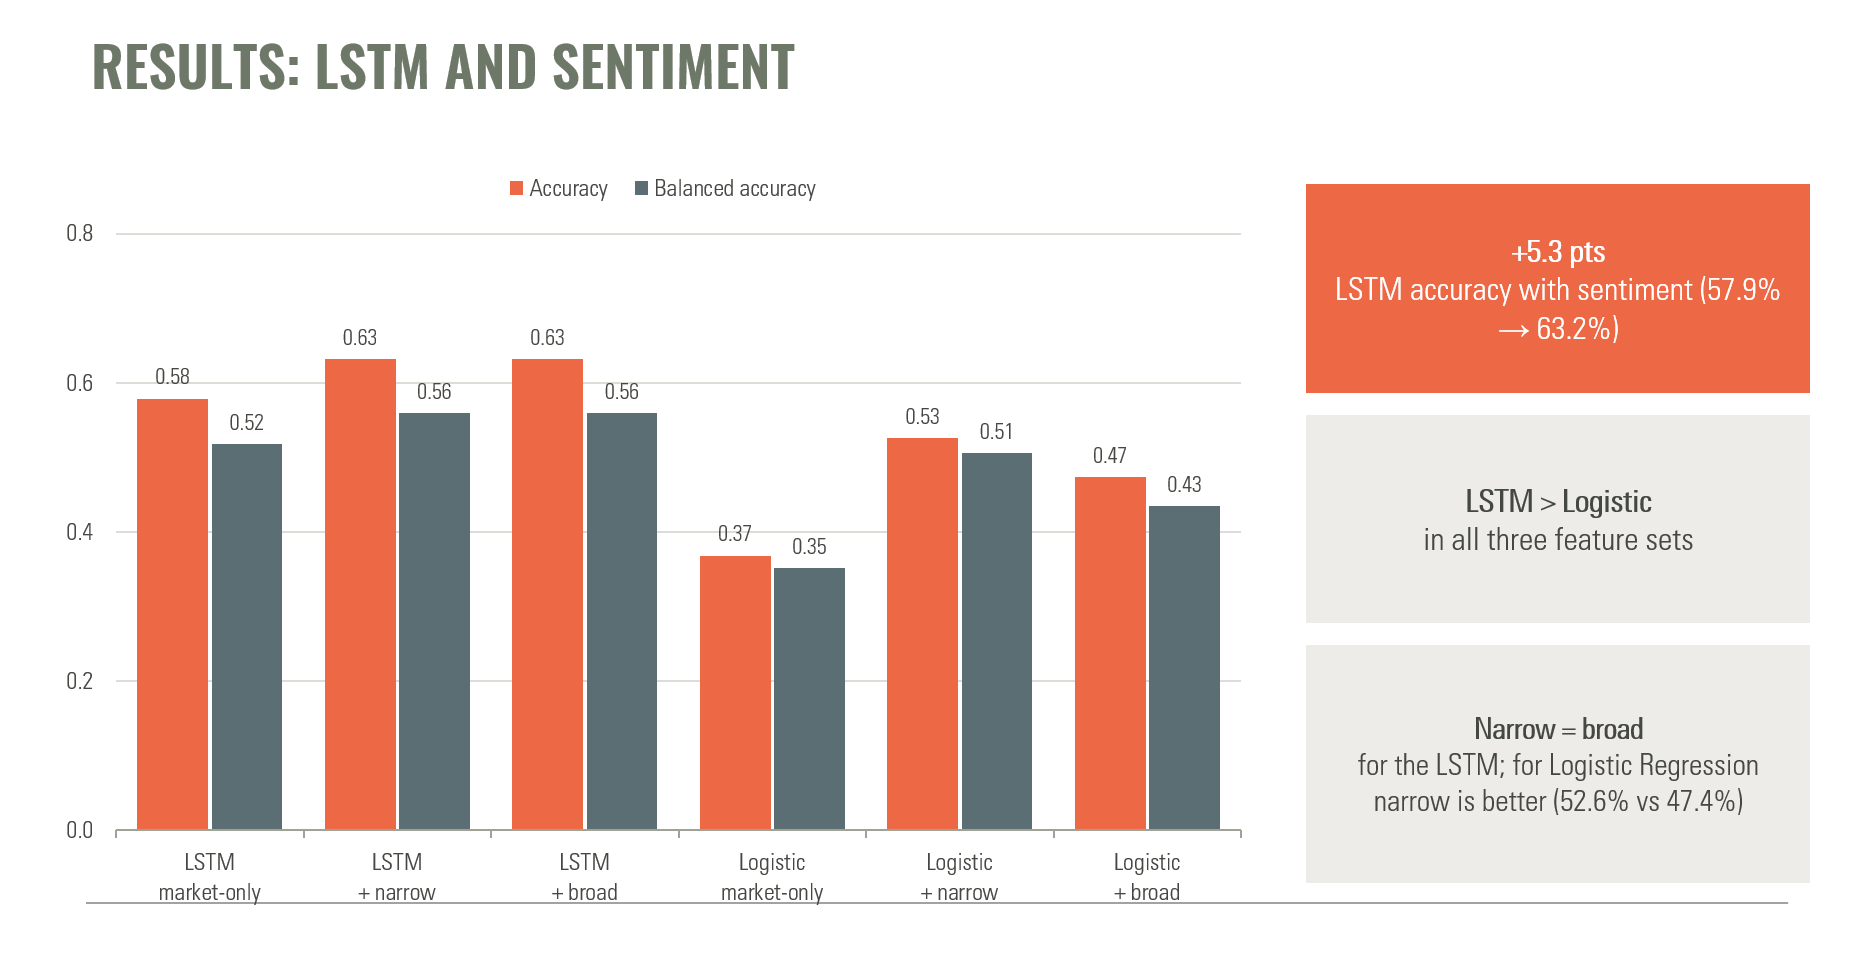 RESULTS: LSTM AND SENTIMENT
Accuracy Balanced accuracy
0.8
0.6
0.4
0.2
0.0
0.58
0.52
0.63
0.56
0.63
0.56
0.37
0.35
0.53
0.51
0.47
0.43
LSTM
market-only
LSTM
+ narrow
LSTM
+ broad
Logistic
market-only
Logistic
+ narrow
Logistic
+ broad
+5.3 pts
LSTM accuracy with sentiment (57.9%
→ 63.2%)
LSTM > Logistic
in all three feature sets
Narrow = broad
for the LSTM; for Logistic Regression
narrow is better (52.6% vs 47.4%)